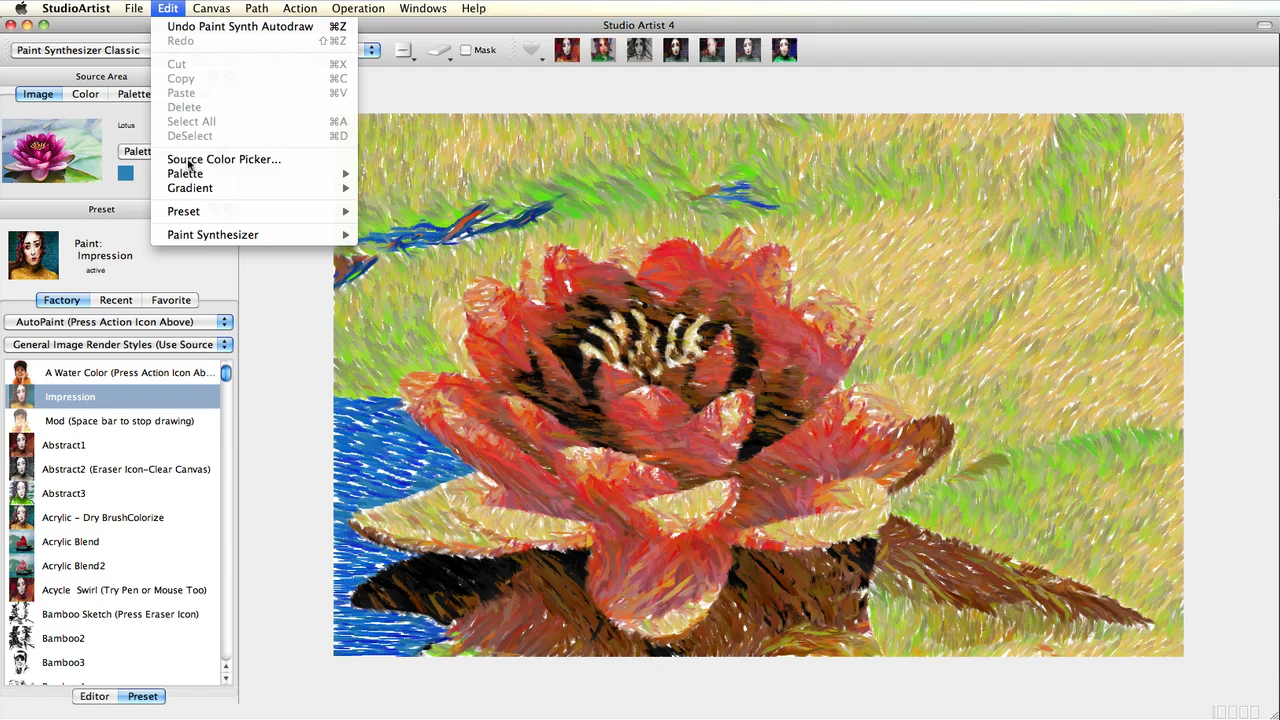 StudioArtist File Edit Canvas Path Action Operation Windows Help
StudioArtist 4
Paint Synthesizer Classic
Mask
Undo Paint Synth Autodraw ⌘Z
Redo ⇧⌘Z
Cut ⌘X
Copy ⌘C
Paste ⌘V
Delete
Select All ⌘A
DeSelect ⌘D
Source Color Picker...
Palette
Gradient
Preset
Paint Synthesizer
Source Area
Image Color Palette
Lotus
Palett
Preset
Paint:
Impression
active
Factory Recent Favorite
AutoPaint (Press Action Icon Above)
General Image Render Styles (Use Source
A Water Color (Press Action Icon Ab...
Impression
Mod (Space bar to stop drawing)
Abstract1
Abstract2 (Eraser Icon-Clear Canvas)
Abstract3
Acrylic - Dry BrushColorize
Acrylic Blend
Acrylic Blend2
Acycle Swirl (Try Pen or Mouse Too)
Bamboo Sketch (Press Eraser Icon)
Bamboo2
Bamboo3
Editor Preset